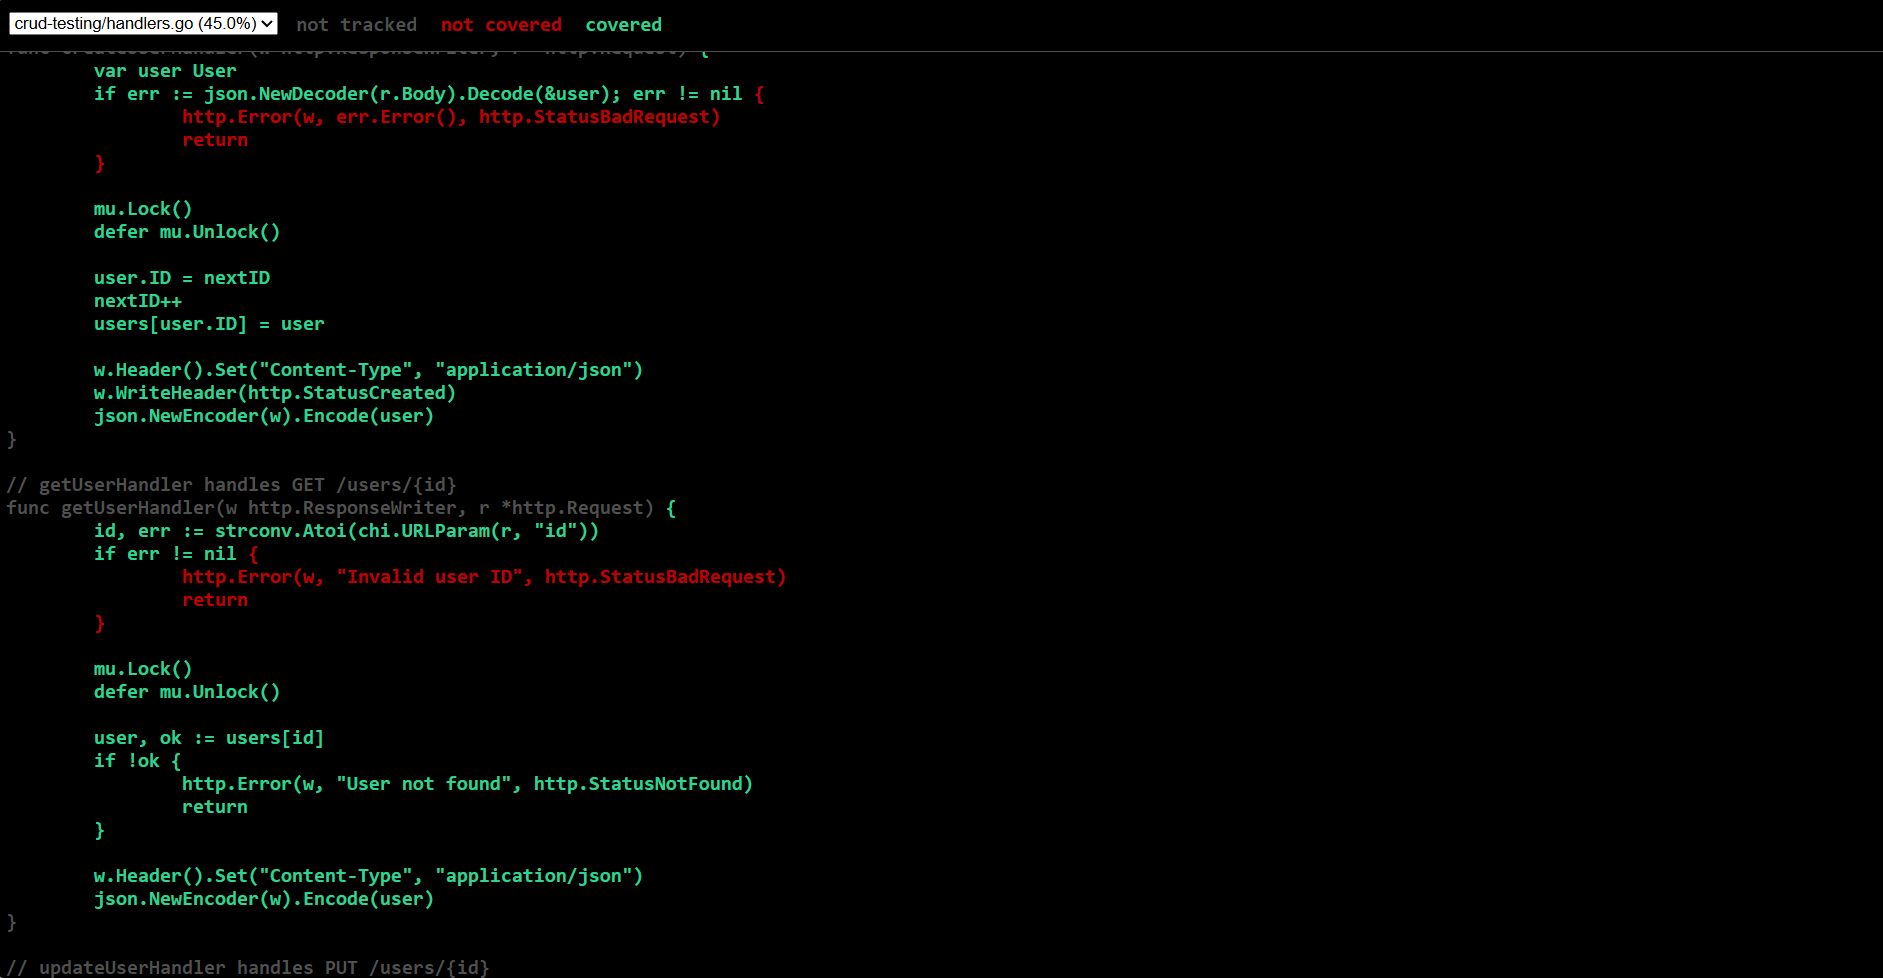 crud-testing/handlers.go (45.0%) not tracked not covered covered
func createUserHandler(w http.ResponseWriter, r *http.Request) {
var user User
if err := json.NewDecoder(r.Body).Decode(&user); err != nil {
http.Error(w, err.Error(), http.StatusBadRequest)
return
}
mu.Lock()
defer mu.Unlock()
user.ID = nextID
nextID++
users[user.ID] = user
w.Header().Set("Content-Type", "application/json")
w.WriteHeader(http.StatusCreated)
json.NewEncoder(w).Encode(user)
}
// getUserHandler handles GET /users/{id}
func getUserHandler(w http.ResponseWriter, r *http.Request) {
id, err := strconv.Atoi(chi.URLParam(r, "id"))
if err != nil {
http.Error(w, "Invalid user ID", http.StatusBadRequest)
return
}
mu.Lock()
defer mu.Unlock()
user, ok := users[id]
if !ok {
http.Error(w, "User not found", http.StatusNotFound)
return
}
w.Header().Set("Content-Type", "application/json")
json.NewEncoder(w).Encode(user)
}
// updateUserHandler handles PUT /users/{id}